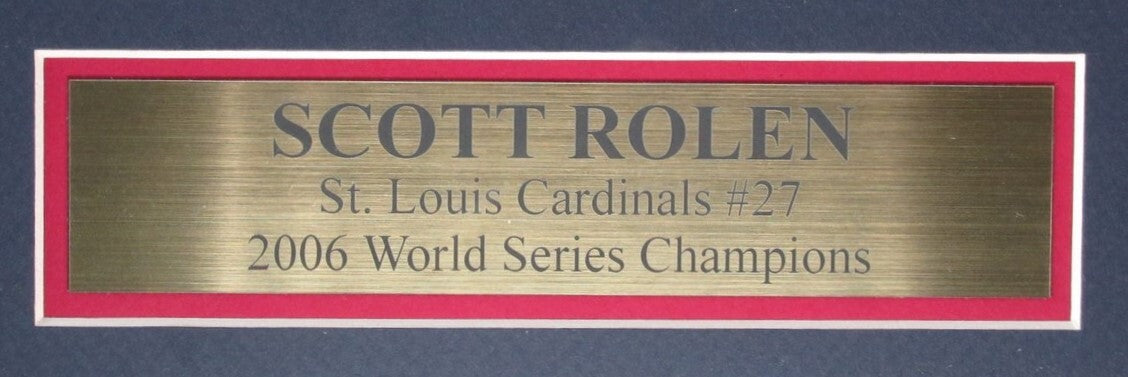 SCOTT ROLEN
St. Louis Cardinals #27
2006 World Series Champions